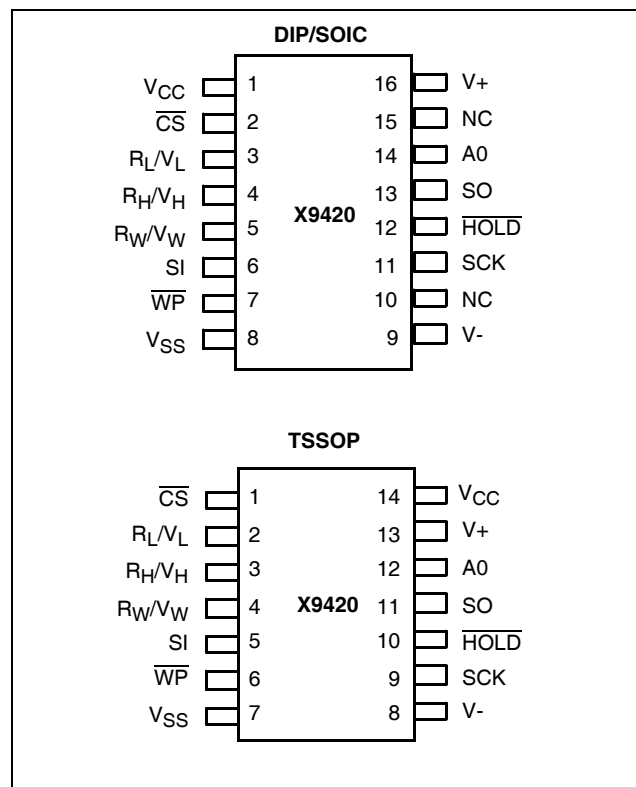 DIP/SOIC
VCC 1 16 V+
CS 2 15 NC
RL/VL 3 14 A0
RH/VH 4 13 SO
RW/VW 5 X9420 12 HOLD
SI 6 11 SCK
WP 7 10 NC
VSS 8 9 V-
TSSOP
CS 1 14 VCC
RL/VL 2 13 V+
RH/VH 3 12 A0
RW/VW 4 X9420 11 SO
SI 5 10 HOLD
WP 6 9 SCK
VSS 7 8 V-